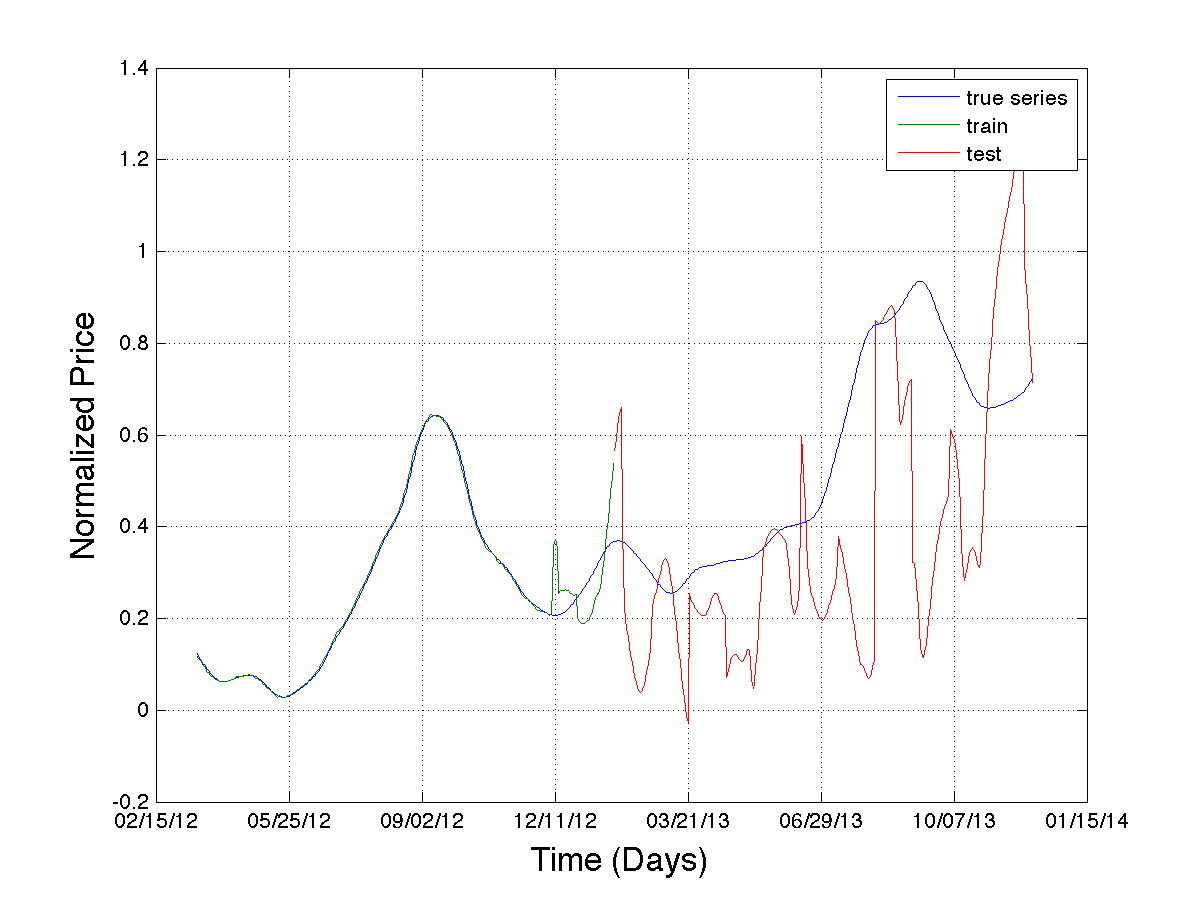 1.4
true series
train
test
1.2
1
0.8
0.6
0.4
0.2
0
-0.2
Normalized Price
02/15/12 05/25/12 09/02/12 12/11/12 03/21/13 06/29/13 10/07/13 01/15/14
Time (Days)